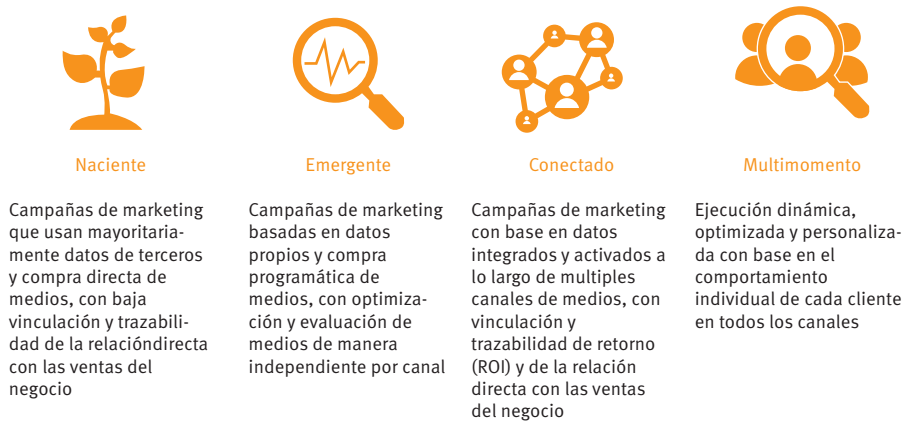 Naciente
Campañas de marketing
que usan mayoritaria-
mente datos de terceros
y compra directa de
medios, con baja
vinculación y trazabili-
dad de la relacióndirecta
con las ventas del
negocio
Emergente
Campañas de marketing
basadas en datos
propios y compra
programática de
medios, con optimiza-
ción y evaluación de
medios de manera
independiente por canal
Conectado
Campañas de marketing
con base en datos
integrados y activados a
lo largo de multiples
canales de medios, con
vinculación y
trazabilidad de retorno
(ROI) y de la relación
directa con las ventas
del negocio
Multimomento
Ejecución dinámica,
optimizada y personaliza-
da con base en el
comportamiento
individual de cada cliente
en todos los canales